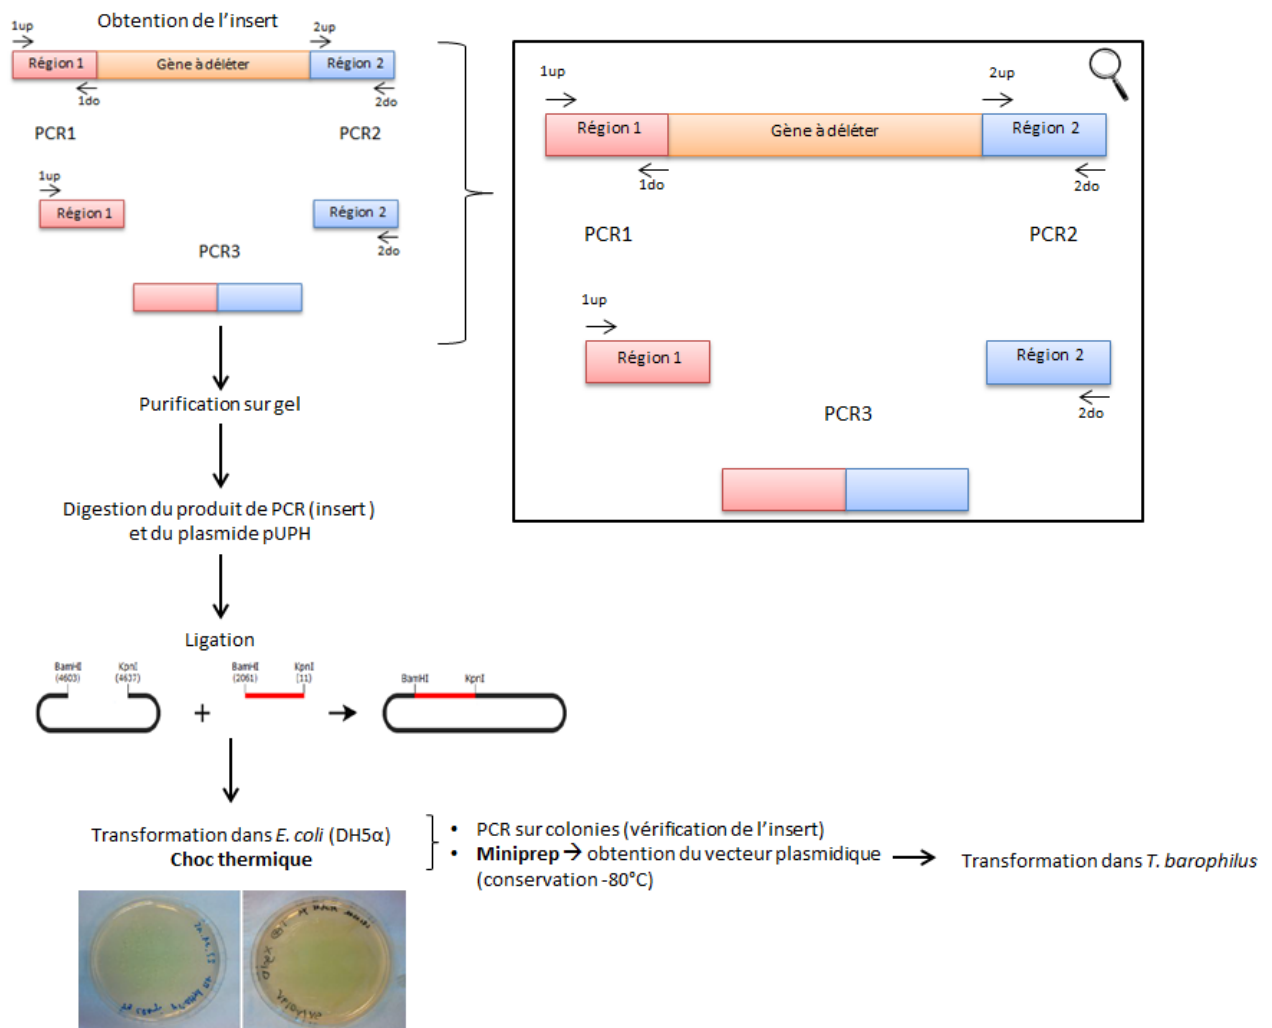 Obtention de l'insert
1up
2up
Région 1
Gène à déléter
Région 2
1do
2do
PCR1
PCR2
1up
Région 1
Région 2
2do
PCR3
1up
2up
Région 1
Gène à déléter
Région 2
1do
2do
PCR1
PCR2
1up
Région 1
Région 2
2do
PCR3
Purification sur gel
Digestion du produit de PCR (insert )
et du plasmide pUPH
Ligation
BamHI
(4603)
KpnI
(4637)
BamHI
(2061)
KpnI
(11)
BamHI
KpnI
+
Transformation dans E. coli (DH5α)
Choc thermique
• PCR sur colonies (vérification de l'insert)
• Miniprep → obtention du vecteur plasmidique
(conservation -80°C)
Transformation dans T. barophilus